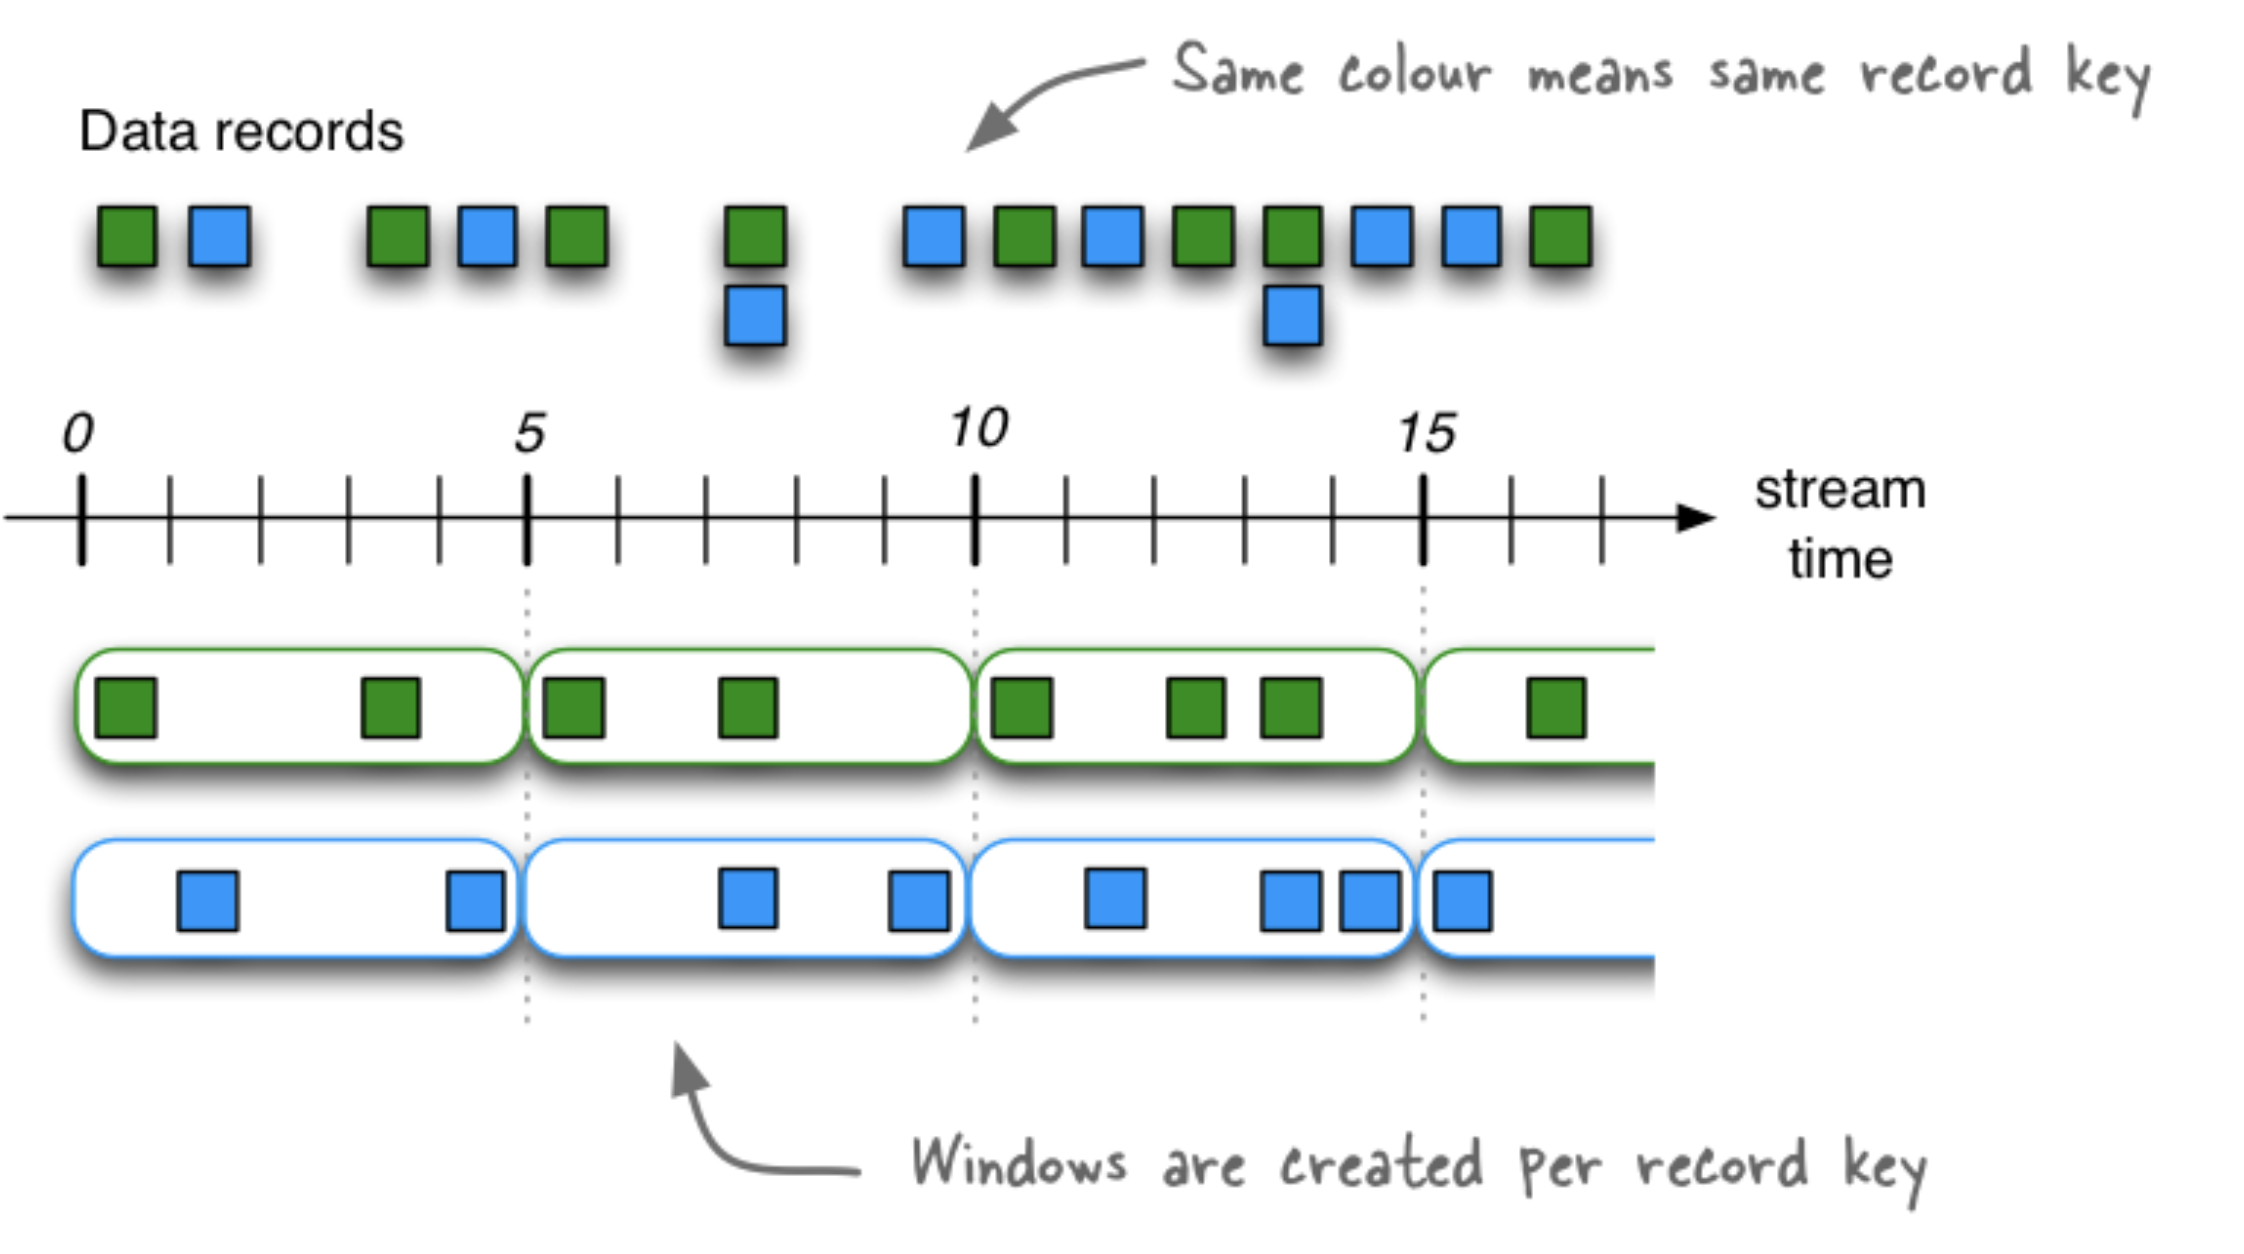 Same colour means same record key
Data records
0 5 10 15
stream
time
Windows are created per record key